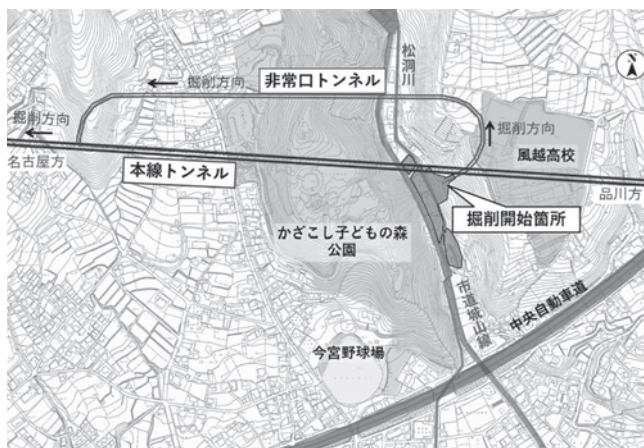 松洞川
N
掘削方向
非常口トンネル
掘削方向
掘削方向
風越高校
名古屋方
本線トンネル
品川方
掘削開始箇所
かざこし子どもの森
公園
市道城山線
中央自動車道
今宮野球場